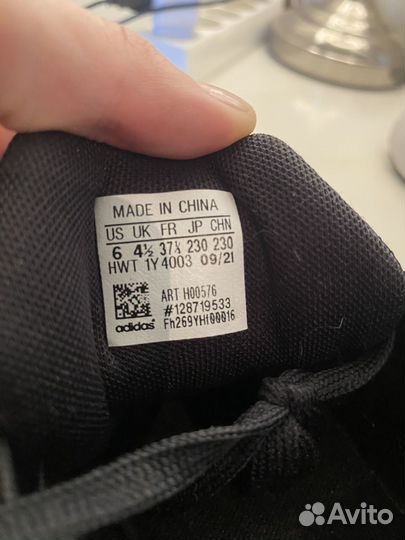 MADE IN CHINA
US UK FR JP CHN
6 4½ 37⅓ 230 230
HWT 1Y4003 09/21
ART H00576
#128719533
adidas Fh269YHf00016
Avito